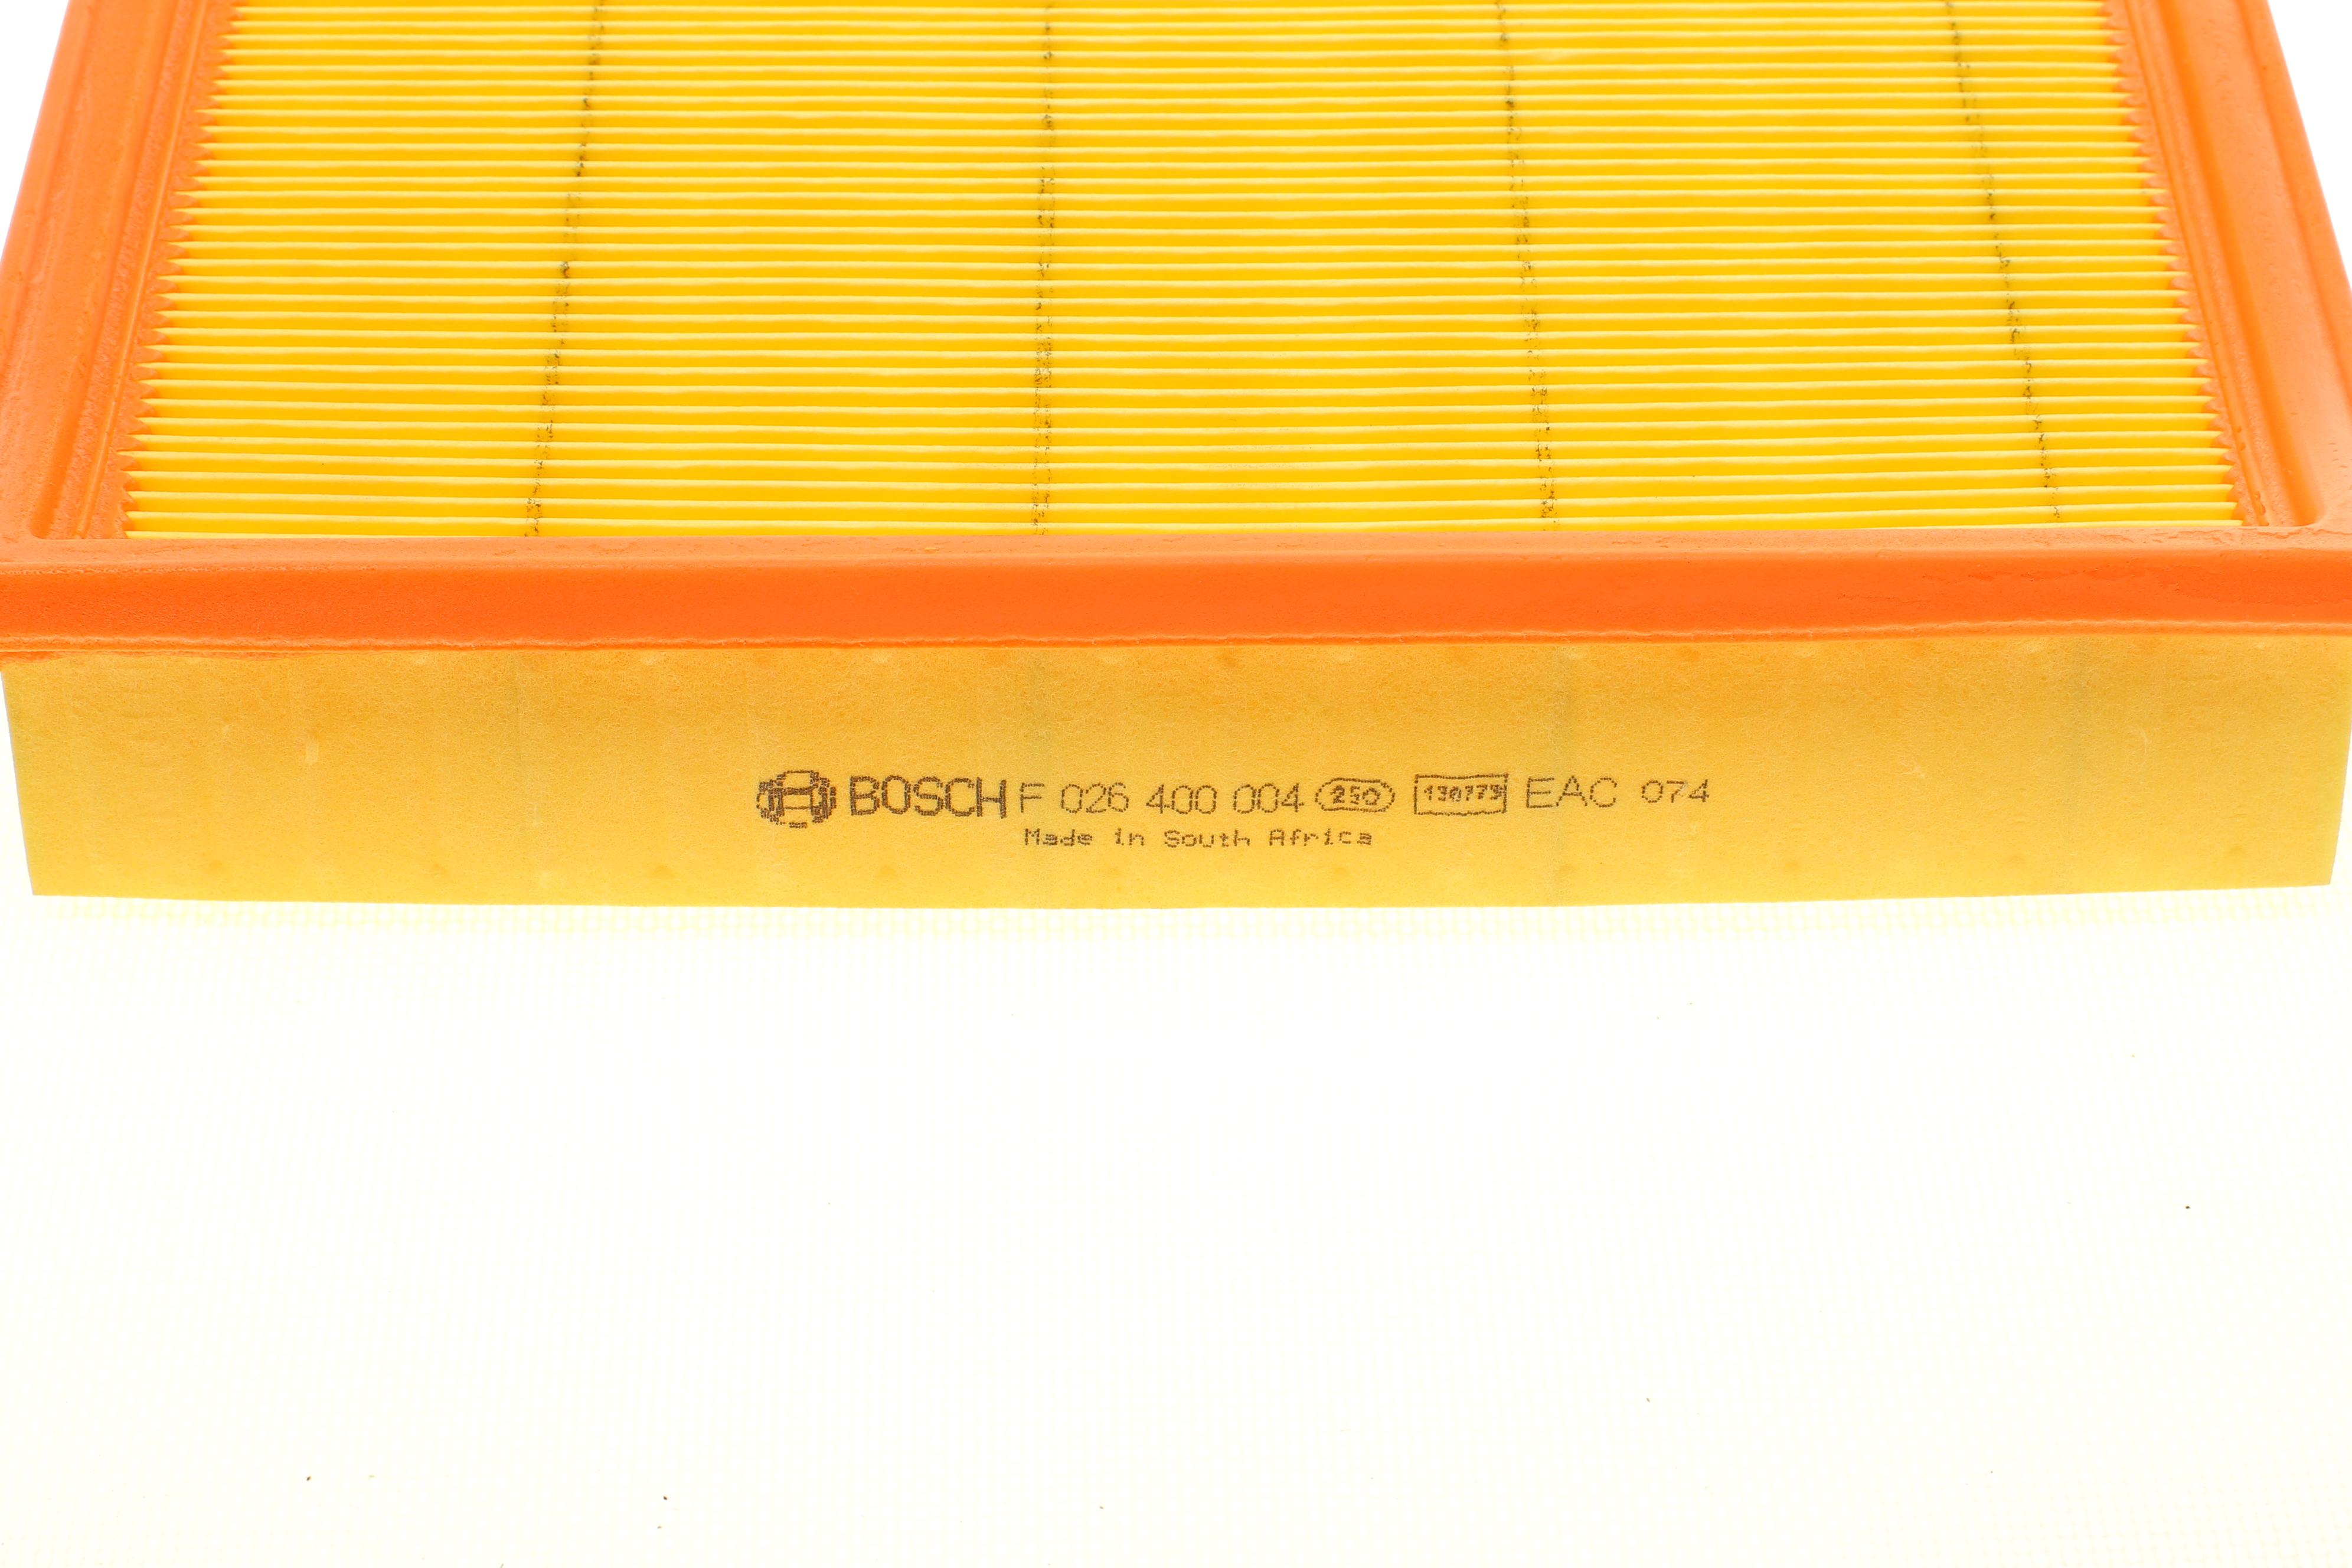 BOSCH F 026 400 004 250 130773 EAC 074
Made in South Africa